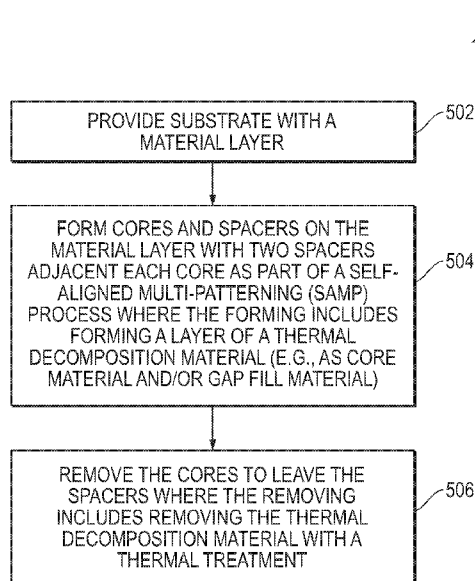 PROVIDE SUBSTRATE WITH A
MATERIAL LAYER
502
FORM CORES AND SPACERS ON THE
MATERIAL LAYER WITH TWO SPACERS
ADJACENT EACH CORE AS PART OF A SELF-
ALIGNED MULTI-PATTERNING (SAMP)
PROCESS WHERE THE FORMING INCLUDES
FORMING A LAYER OF A THERMAL
DECOMPOSITION MATERIAL (E.G., AS CORE
MATERIAL AND/OR GAP FILL MATERIAL)
504
REMOVE THE CORES TO LEAVE THE
SPACERS WHERE THE REMOVING
INCLUDES REMOVING THE THERMAL
DECOMPOSITION MATERIAL WITH A
THERMAL TREATMENT
506